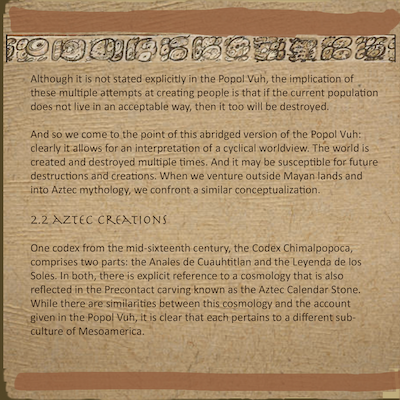 Although it is not stated explicitly in the Popol Vuh, the implication of
these multiple attempts at creating people is that if the current population
does not live in an acceptable way, then it too will be destroyed.
And so we come to the point of this abridged version of the Popol Vuh:
clearly it allows for an interpretation of a cyclical worldview. The world is
created and destroyed multiple times. And it may be susceptible for future
destructions and creations. When we venture outside Mayan lands and
into Aztec mythology, we confront a similar conceptualization.
2.2 AZTEC CREATIONS
One codex from the mid-sixteenth century, the Codex Chimalpopoca,
comprises two parts: the Anales de Cuauhtitlan and the Leyenda de los
Soles. In both, there is explicit reference to a cosmology that is also
reflected in the Precontact carving known as the Aztec Calendar Stone.
While there are similarities between this cosmology and the account
given in the Popol Vuh, it is clear that each pertains to a different sub-
culture of Mesoamerica.